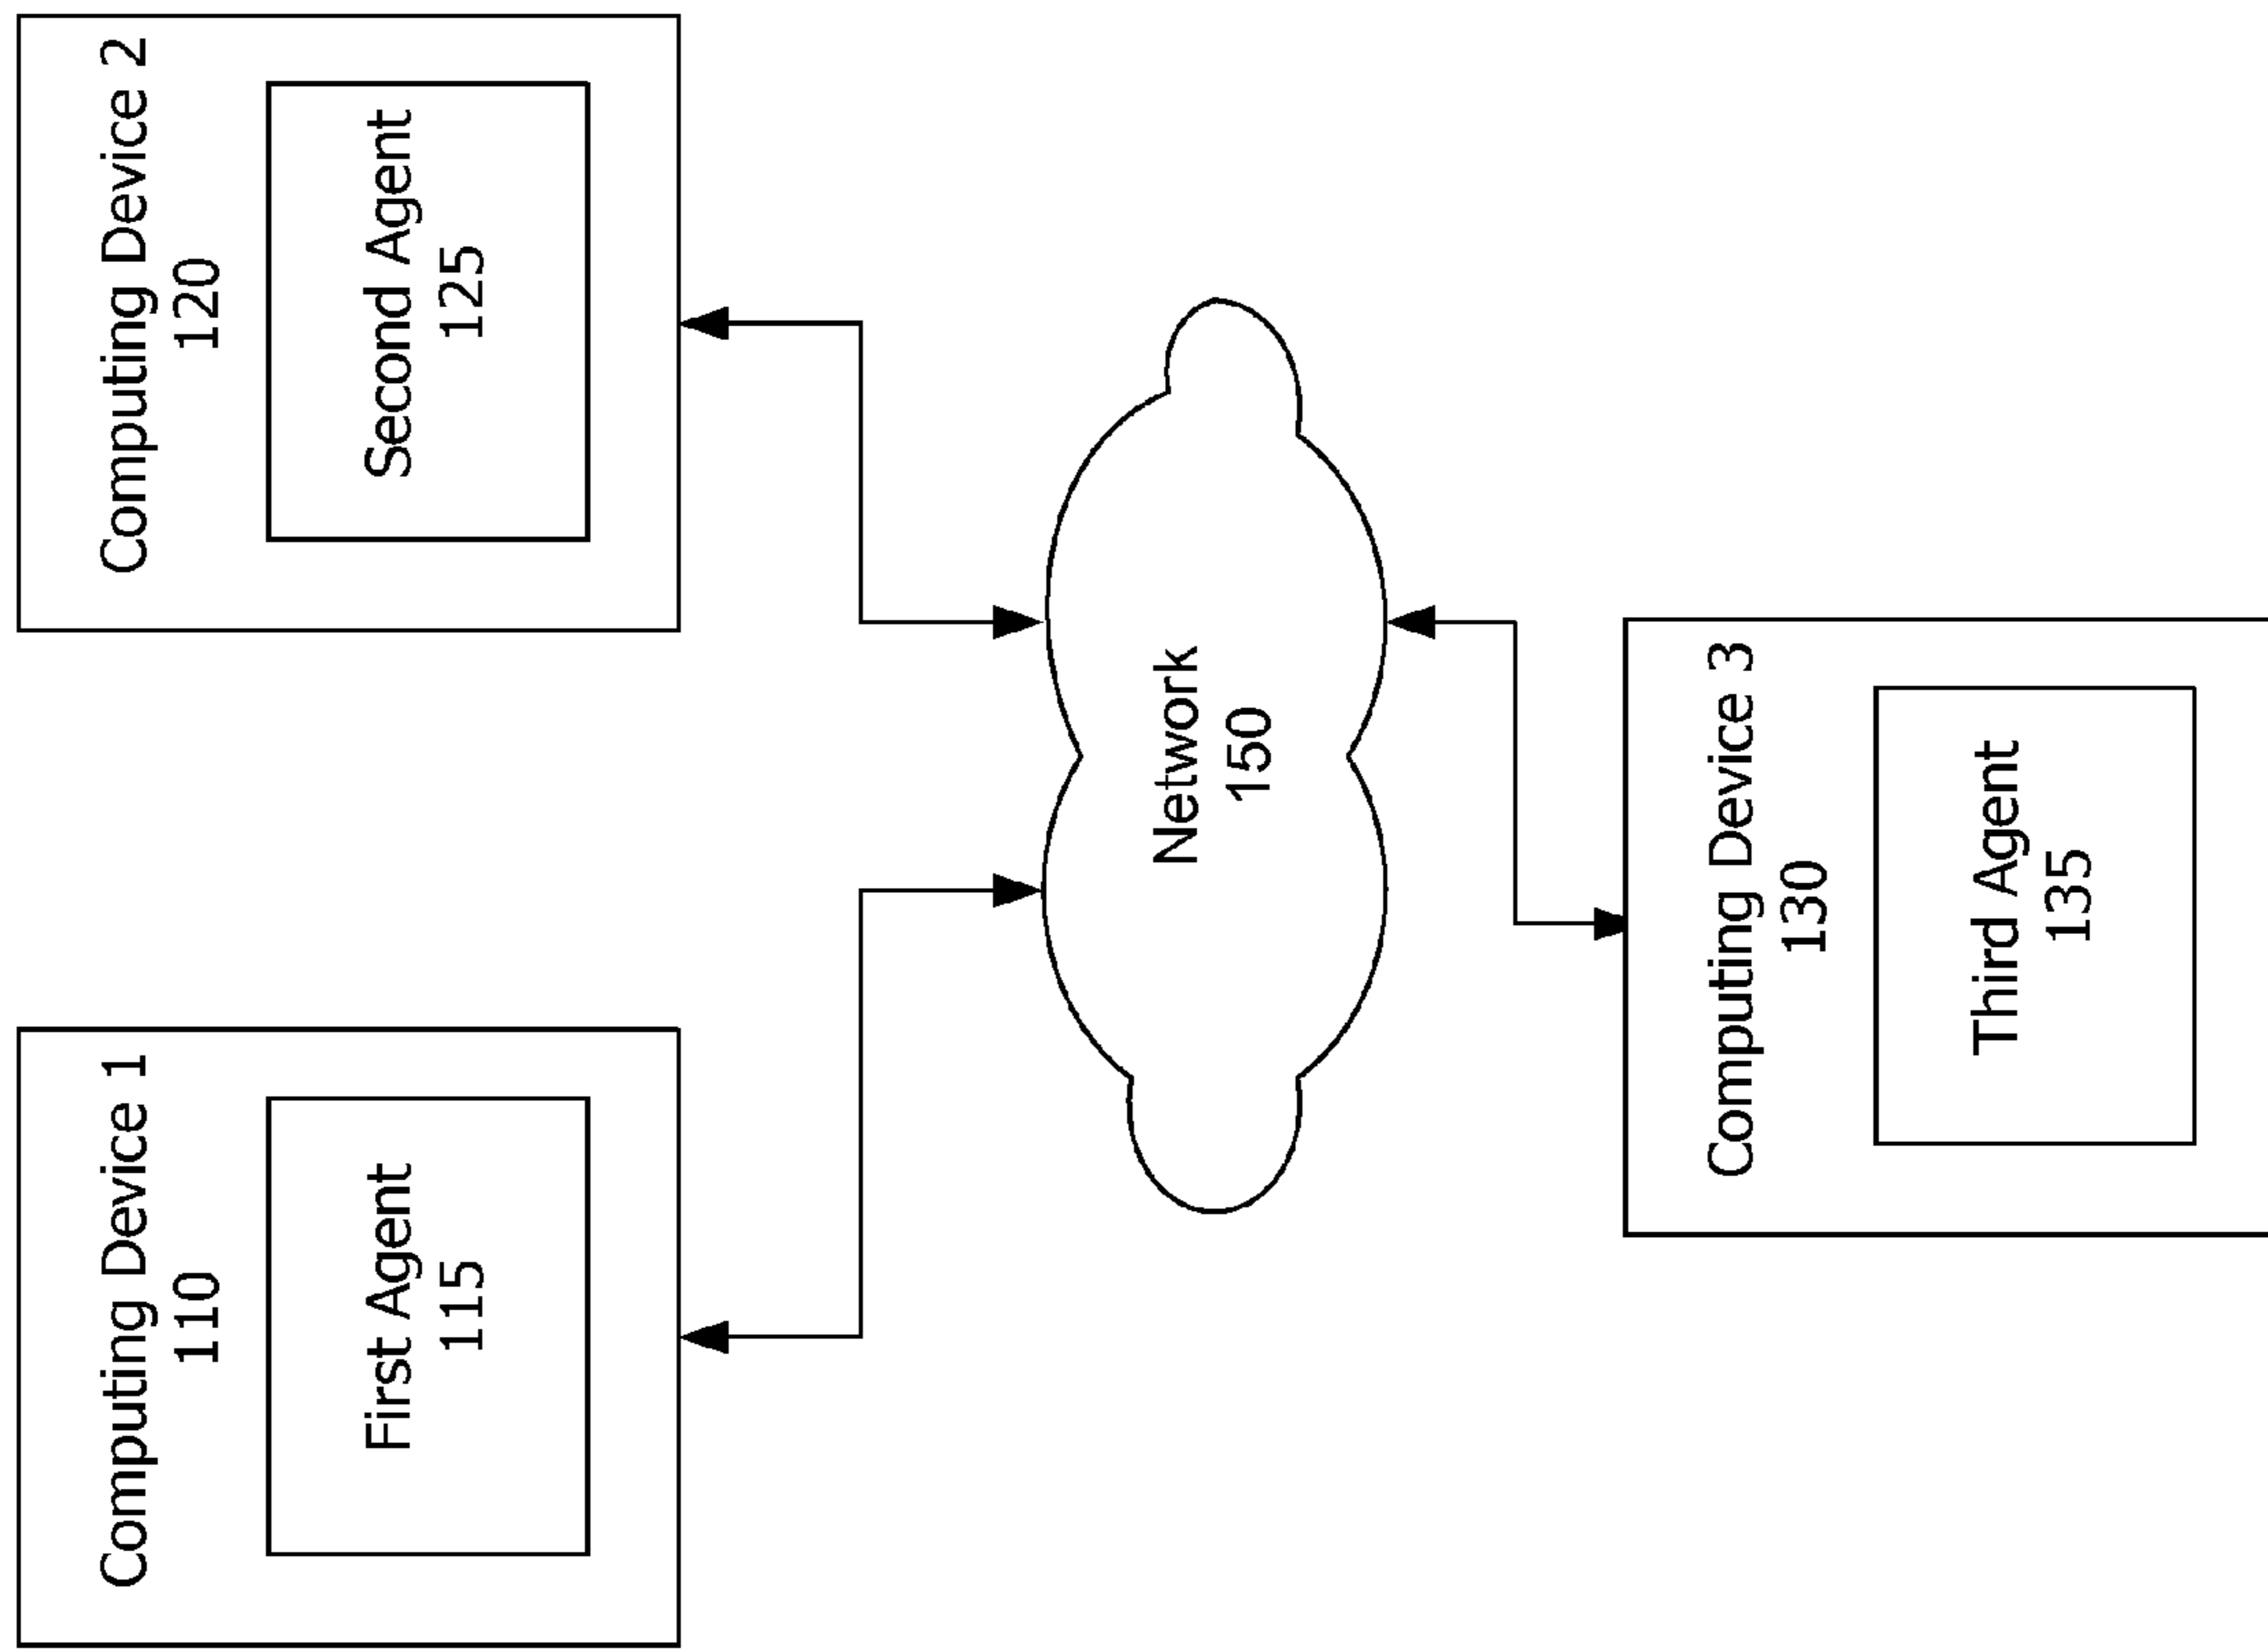 Computing Device 1
110
First Agent
115
Computing Device 2
120
Second Agent
125
Network
150
Computing Device 3
130
Third Agent
135